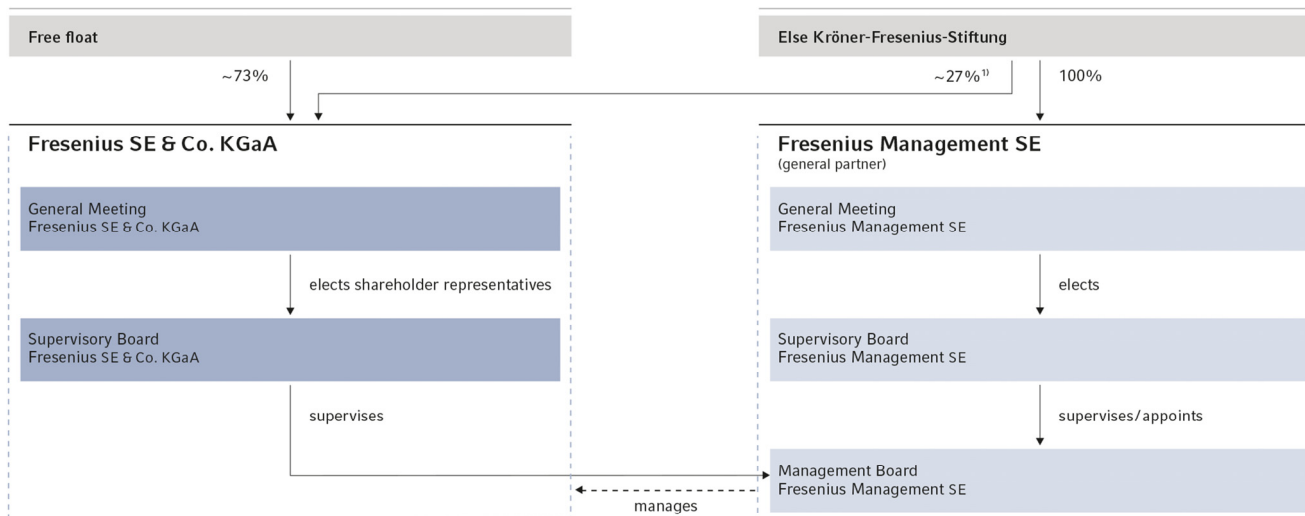 Free float
Else Kröner-Fresenius-Stiftung
~73%
~27%¹⁾
100%
Fresenius SE & Co. KGaA
Fresenius Management SE
(general partner)
General Meeting
Fresenius SE & Co. KGaA
General Meeting
Fresenius Management SE
elects shareholder representatives
elects
Supervisory Board
Fresenius SE & Co. KGaA
Supervisory Board
Fresenius Management SE
supervises
supervises/appoints
Management Board
Fresenius Management SE
manages